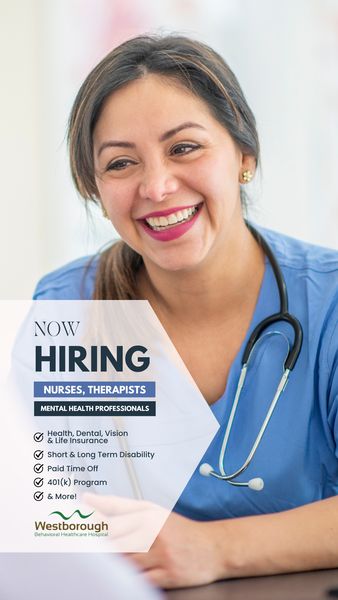 NOW
HIRING
NURSES, THERAPISTS
MENTAL HEALTH PROFESSIONALS
Health, Dental, Vision
& Life Insurance
Short & Long Term Disability
Paid Time Off
401(k) Program
& More!
Westborough
Behavioral Healthcare Hospital